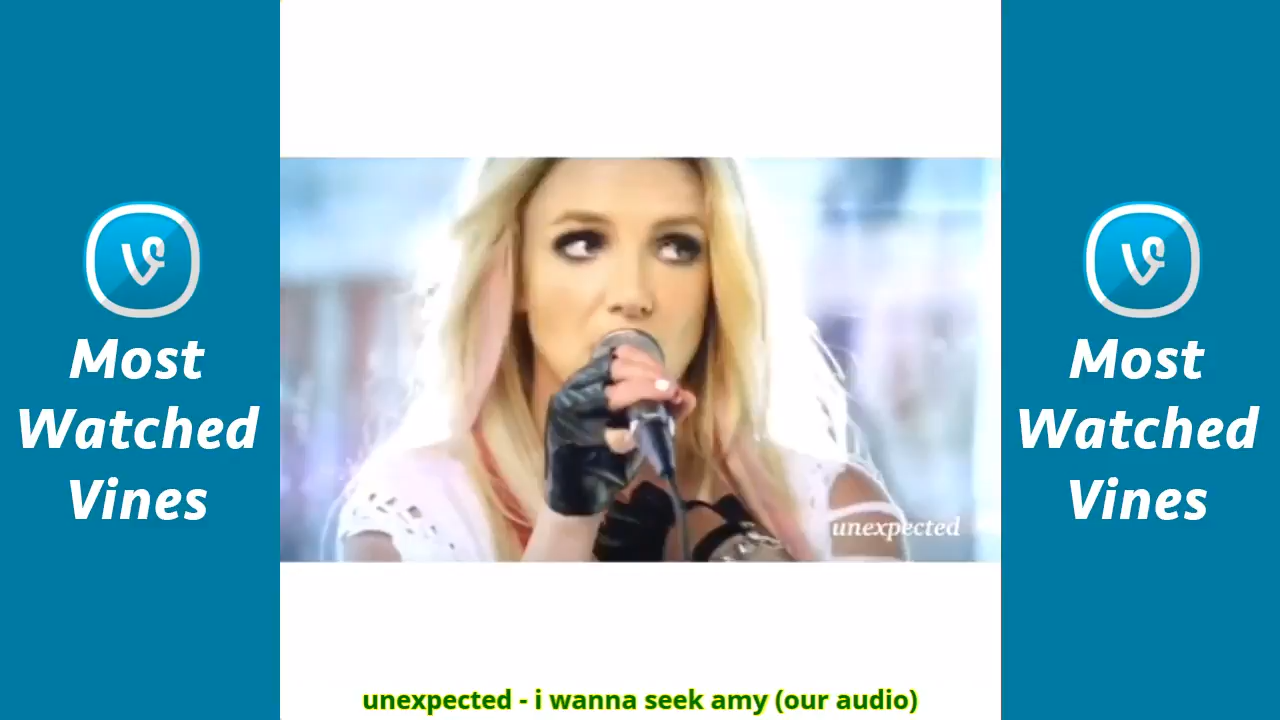 Most
Watched
Vines
unexpected
Most
Watched
Vines
unexpected - i wanna seek amy (our audio)